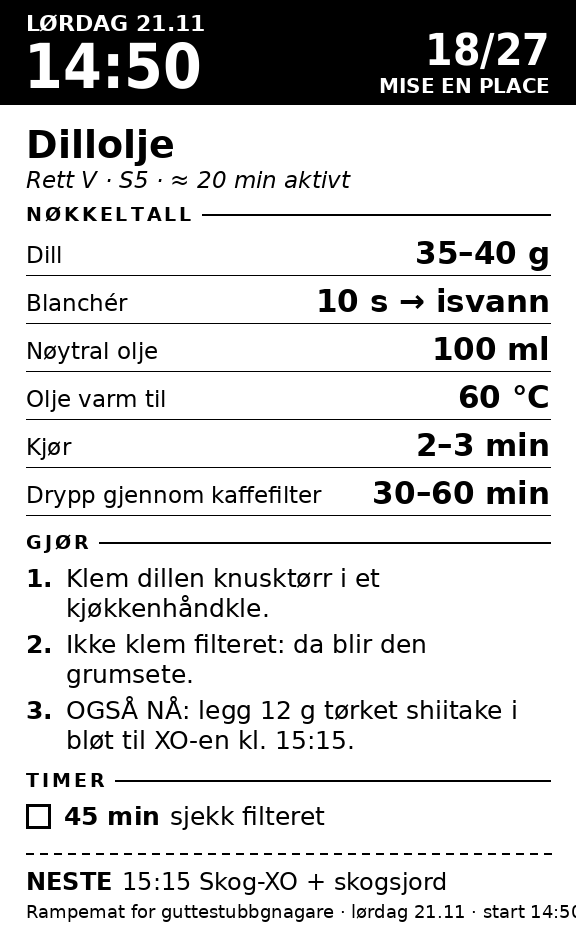 LØRDAG 21.11
14:50
18/27
MISE EN PLACE
Dillolje
Rett V · S5 · ≈ 20 min aktivt
NØKKELTALL
Dill 35–40 g
Blanchér 10 s → isvann
Nøytral olje 100 ml
Olje varm til 60 °C
Kjør 2–3 min
Drypp gjennom kaffefilter 30–60 min
GJØR
1. Klem dillen knusktørr i et
kjøkkenhåndkle.
2. Ikke klem filteret: da blir den
grumsete.
3. OGSÅ NÅ: legg 12 g tørket shiitake i
bløt til XO-en kl. 15:15.
TIMER
45 min sjekk filteret
NESTE 15:15 Skog-XO + skogsjord
Rampemat for guttestubbgnagare · lørdag 21.11 · start 14:50